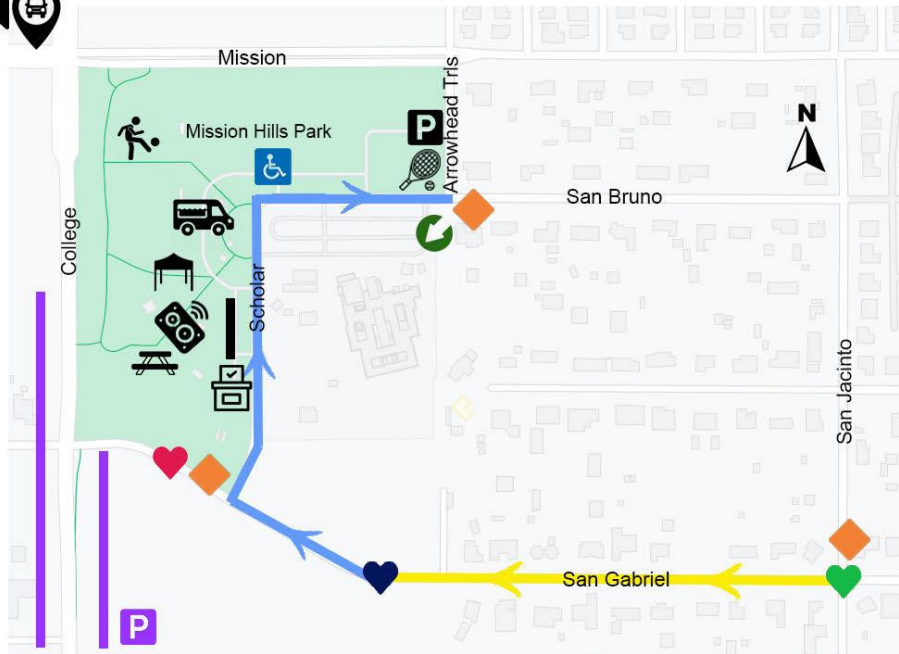 Mission
Arrowhead Trls
Mission Hills Park
P
N
San Bruno
College
Scholar
San Jacinto
San Gabriel
P